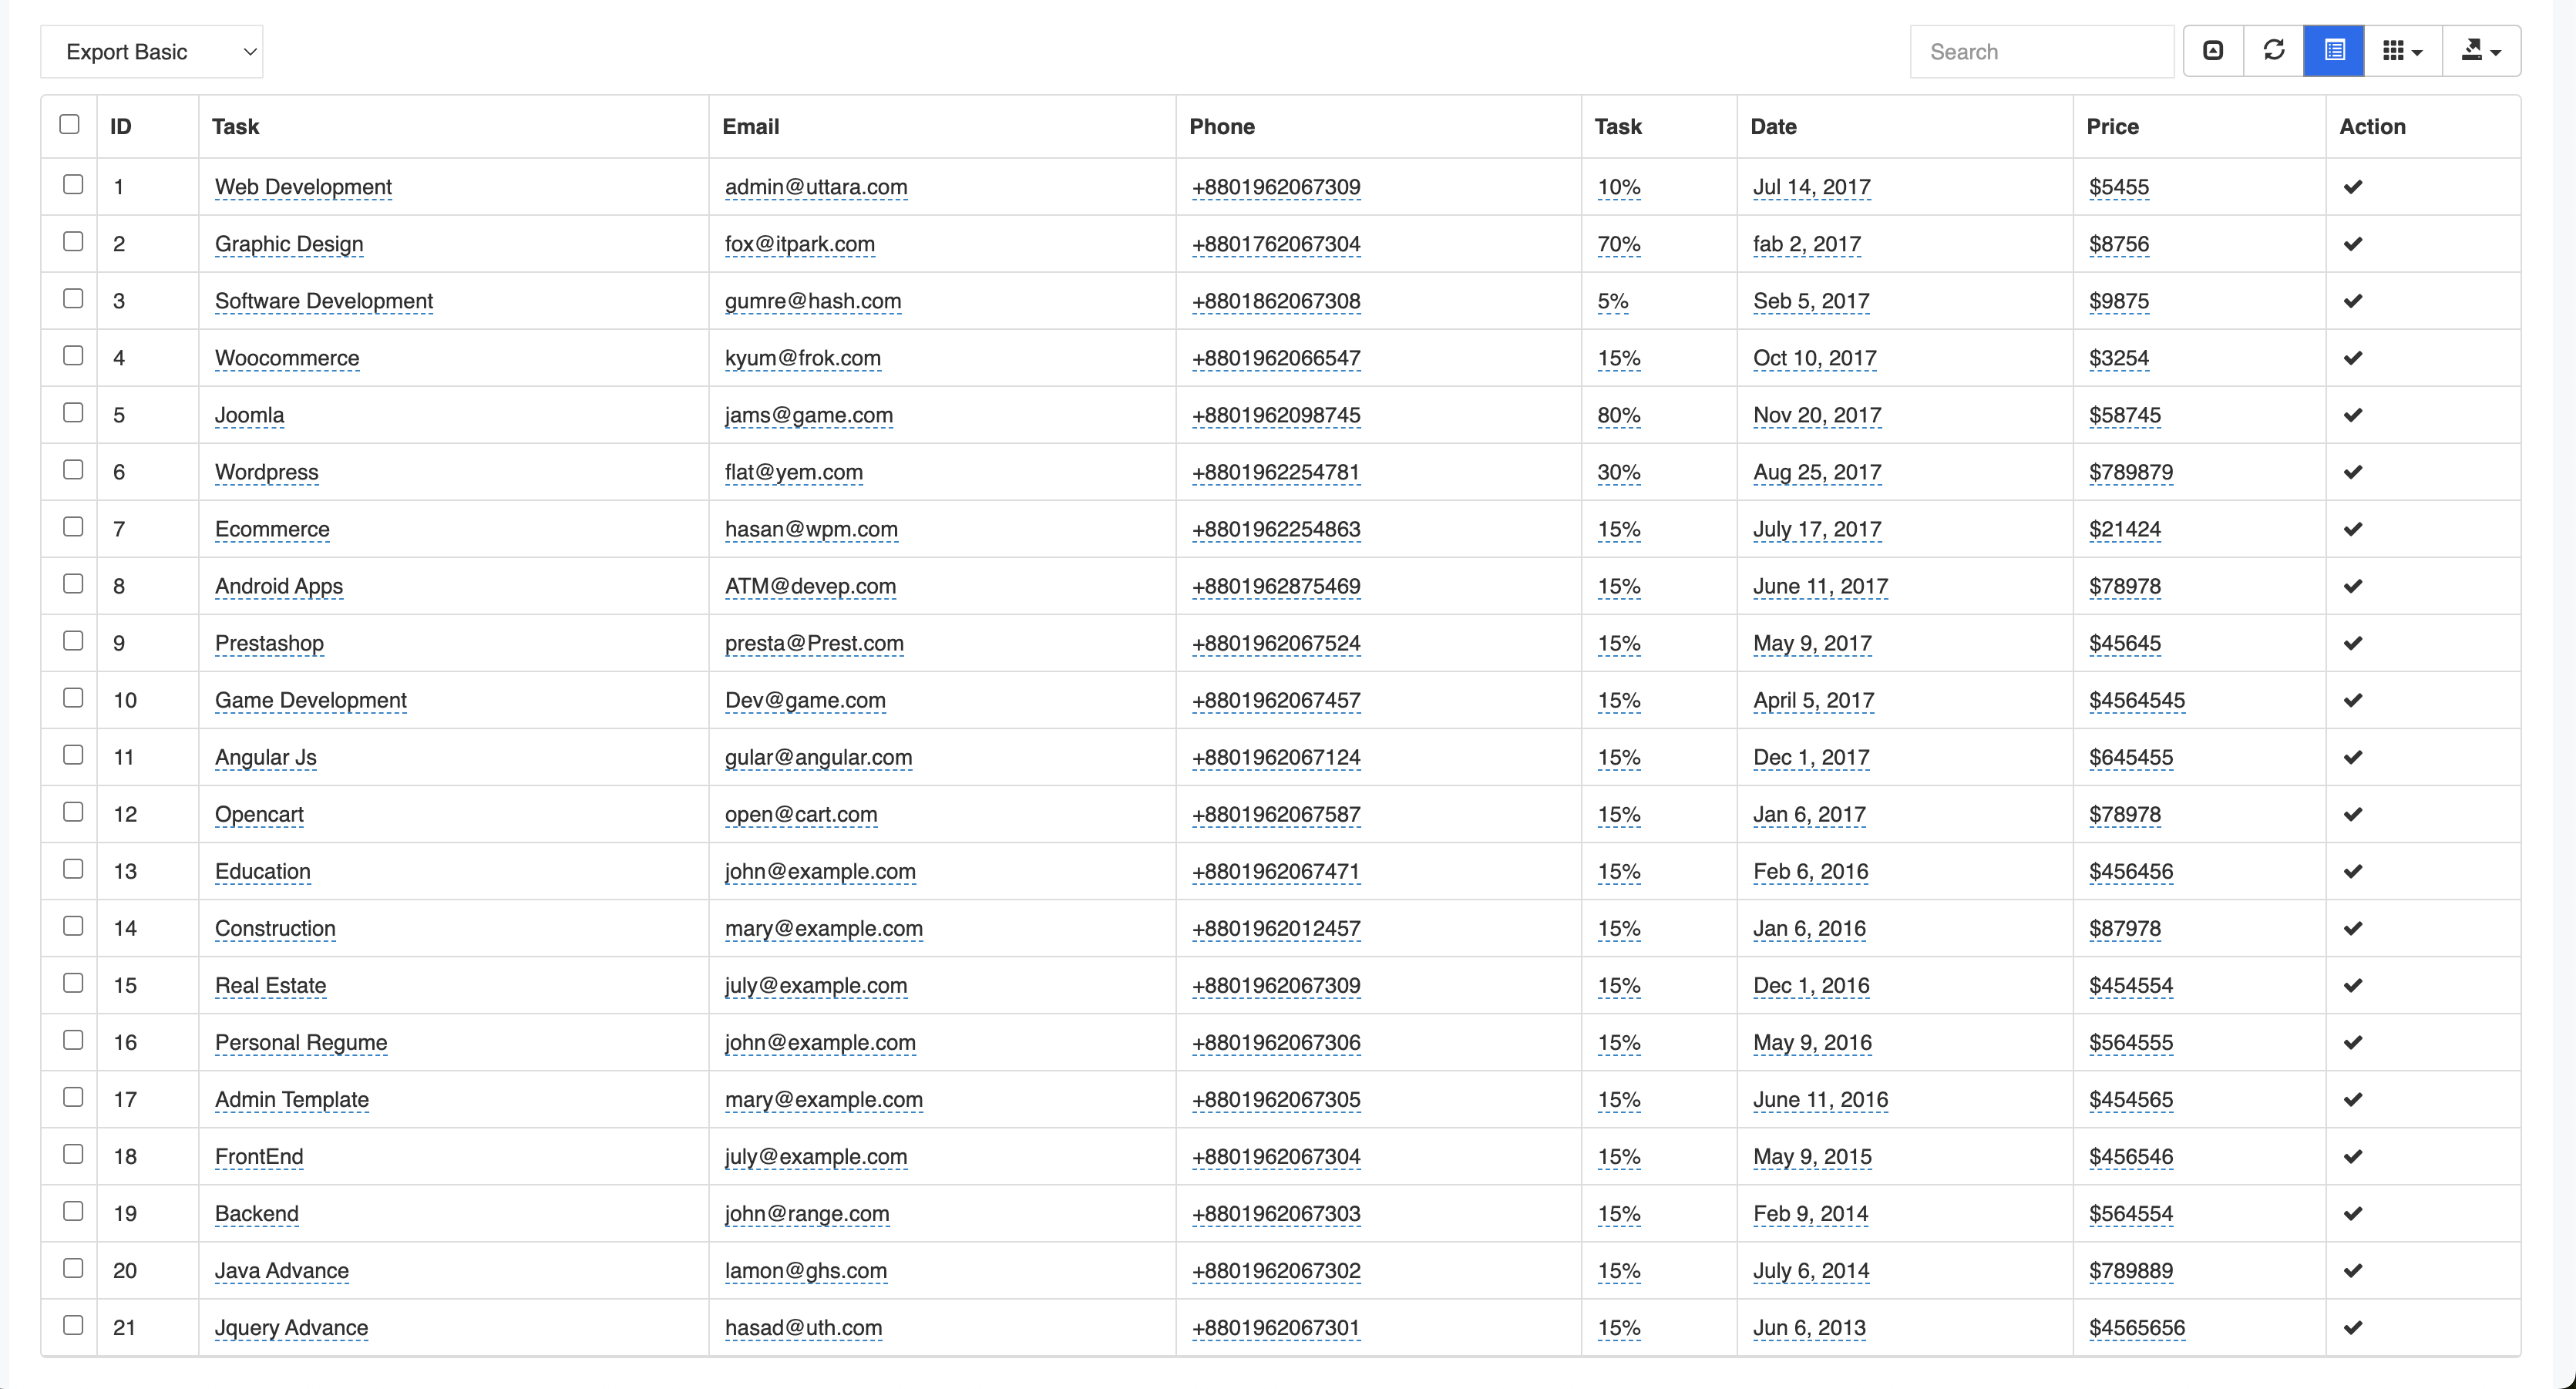 Export Basic Search
ID Task Email Phone Task Date Price Action
1 Web Development admin@uttara.com +8801962067309 10% Jul 14, 2017 $5455
2 Graphic Design fox@itpark.com +8801762067304 70% fab 2, 2017 $8756
3 Software Development gumre@hash.com +8801862067308 5% Seb 5, 2017 $9875
4 Woocommerce kyum@frok.com +8801962066547 15% Oct 10, 2017 $3254
5 Joomla jams@game.com +8801962098745 80% Nov 20, 2017 $58745
6 Wordpress flat@yem.com +8801962254781 30% Aug 25, 2017 $789879
7 Ecommerce hasan@wpm.com +8801962254863 15% July 17, 2017 $21424
8 Android Apps ATM@devep.com +8801962875469 15% June 11, 2017 $78978
9 Prestashop presta@Prest.com +8801962067524 15% May 9, 2017 $45645
10 Game Development Dev@game.com +8801962067457 15% April 5, 2017 $4564545
11 Angular Js gular@angular.com +8801962067124 15% Dec 1, 2017 $645455
12 Opencart open@cart.com +8801962067587 15% Jan 6, 2017 $78978
13 Education john@example.com +8801962067471 15% Feb 6, 2016 $456456
14 Construction mary@example.com +8801962012457 15% Jan 6, 2016 $87978
15 Real Estate july@example.com +8801962067309 15% Dec 1, 2016 $454554
16 Personal Regume john@example.com +8801962067306 15% May 9, 2016 $564555
17 Admin Template mary@example.com +8801962067305 15% June 11, 2016 $454565
18 FrontEnd july@example.com +8801962067304 15% May 9, 2015 $456546
19 Backend john@range.com +8801962067303 15% Feb 9, 2014 $564554
20 Java Advance lamon@ghs.com +8801962067302 15% July 6, 2014 $789889
21 Jquery Advance hasad@uth.com +8801962067301 15% Jun 6, 2013 $4565656